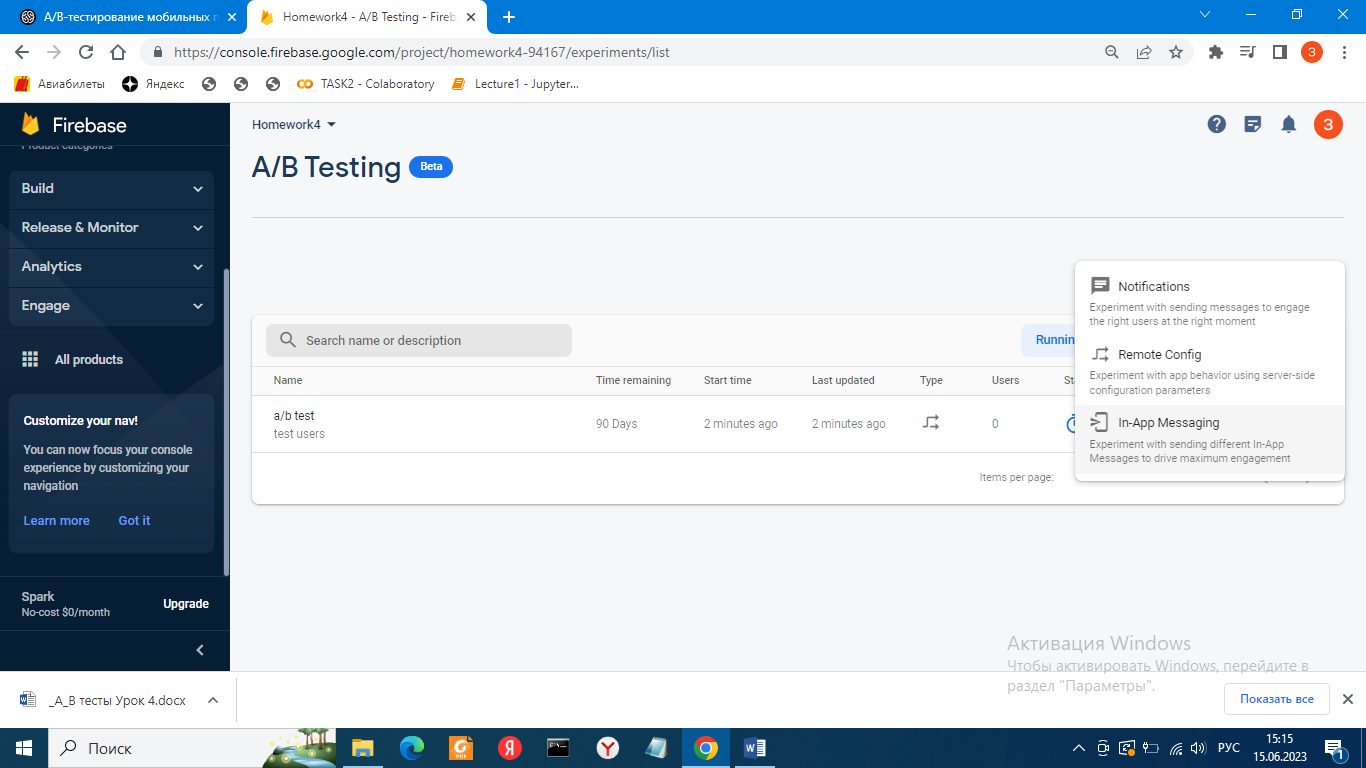 А/В-тестирование мобильных п
Homework4 - A/B Testing - Fireb
https://console.firebase.google.com/project/homework4-94167/experiments/list
З
Авиабилеты
Яндекс
TASK2 - Colaboratory
Lecture1 - Jupyter...
Firebase
Product categories
Build
Release & Monitor
Analytics
Engage
All products
Customize your nav!
You can now focus your console
experience by customizing your
navigation
Learn more
Got it
Spark
No-cost $0/month
Upgrade
Homework4
З
A/B Testing
Beta
Notifications
Experiment with sending messages to engage
the right users at the right moment
Remote Config
Experiment with app behavior using server-side
configuration parameters
In-App Messaging
Experiment with sending different In-App
Messages to drive maximum engagement
Search name or description
Runnin
Name
Time remaining
Start time
Last updated
Type
Users
a/b test
test users
90 Days
2 minutes ago
2 minutes ago
0
Items per page:
Активация Windows
Чтобы активировать Windows, перейдите в
раздел "Параметры".
_A_B тесты Урок 4.docx
Показать все
Поиск
РУС
15:15
15.06.2023
1